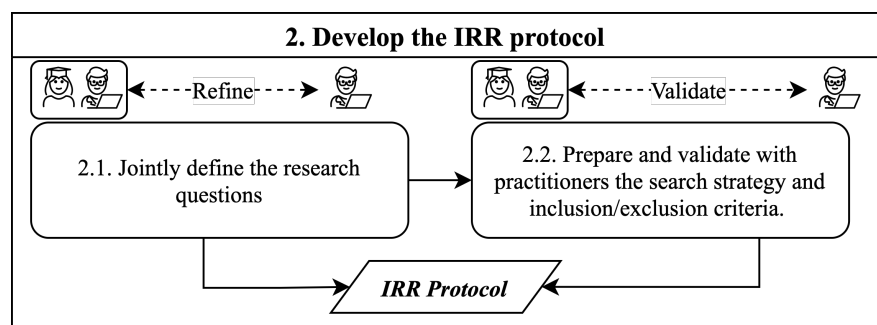 2. Develop the IRR protocol
Refine
Validate
2.1. Jointly define the research
questions
2.2. Prepare and validate with
practitioners the search strategy and
inclusion/exclusion criteria.
IRR Protocol